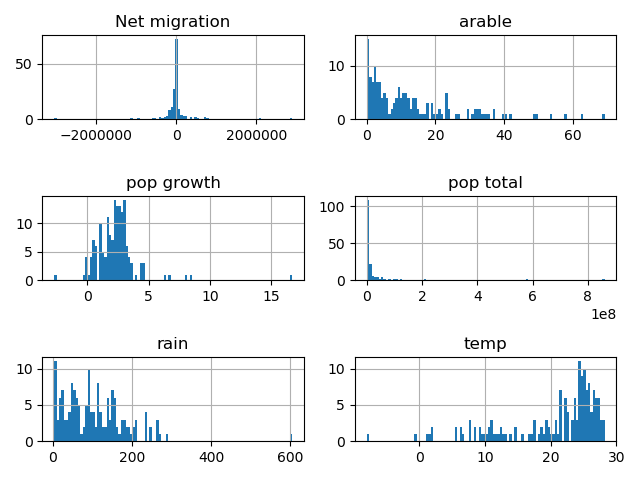 Net migration
arable
50
0
−2000000 0 2000000
10
0
0 20 40 60
pop growth
pop total
10
5
0
0 5 10 15
100
50
0
0 2 4 6 8
1e8
rain
temp
10
5
0
0 200 400 600
10
5
0
0 10 20 30